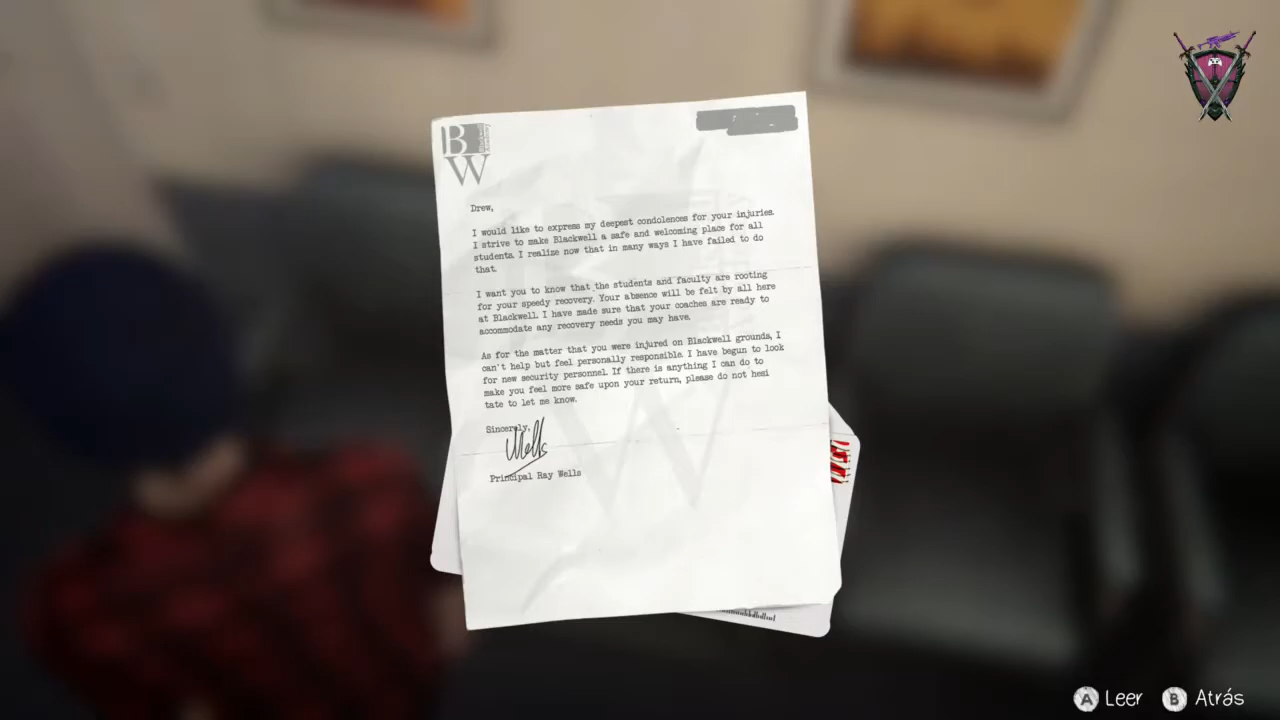 B
W
Drew,
I would like to express my deepest condolences for your injuries.
I strive to make Blackwell a safe and welcoming place for all
students. I realize now that in many ways I have failed to do
that.
I want you to know that the students and faculty are rooting
for your speedy recovery. Your absence will be felt by all here
at Blackwell. I have made sure that your coaches are ready to
accommodate any recovery needs you may have.
As for the matter that you were injured on Blackwell grounds, I
can't help but feel personally responsible. I have begun to look
for new security personnel. If there is anything I can do to
make you feel more safe upon your return, please do not hesi
tate to let me know.
Sincerely,
Wells
Principal Ray Wells
A Leer B Atrás